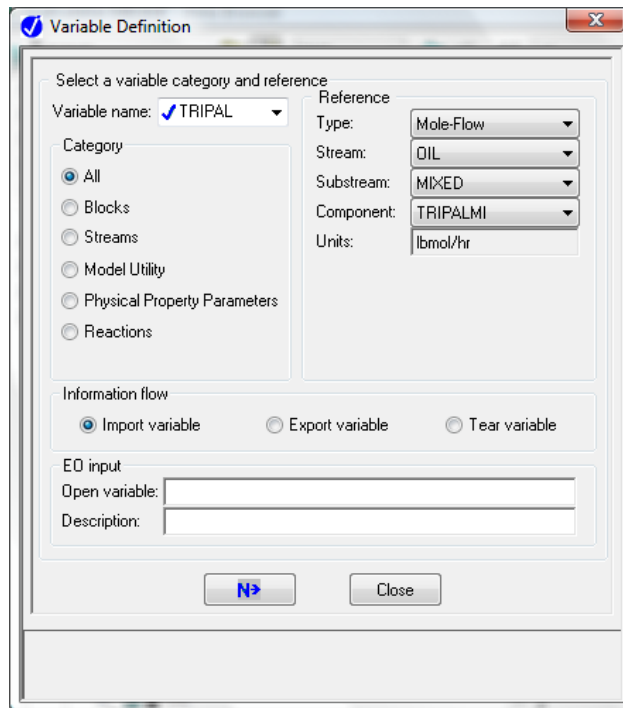 Variable Definition
Select a variable category and reference
Variable name: TRIPAL
Category
All
Blocks
Streams
Model Utility
Physical Property Parameters
Reactions
Reference
Type: Mole-Flow
Stream: OIL
Substream: MIXED
Component: TRIPALMI
Units: lbmol/hr
Information flow
Import variable Export variable Tear variable
EO input
Open variable:
Description:
N Close